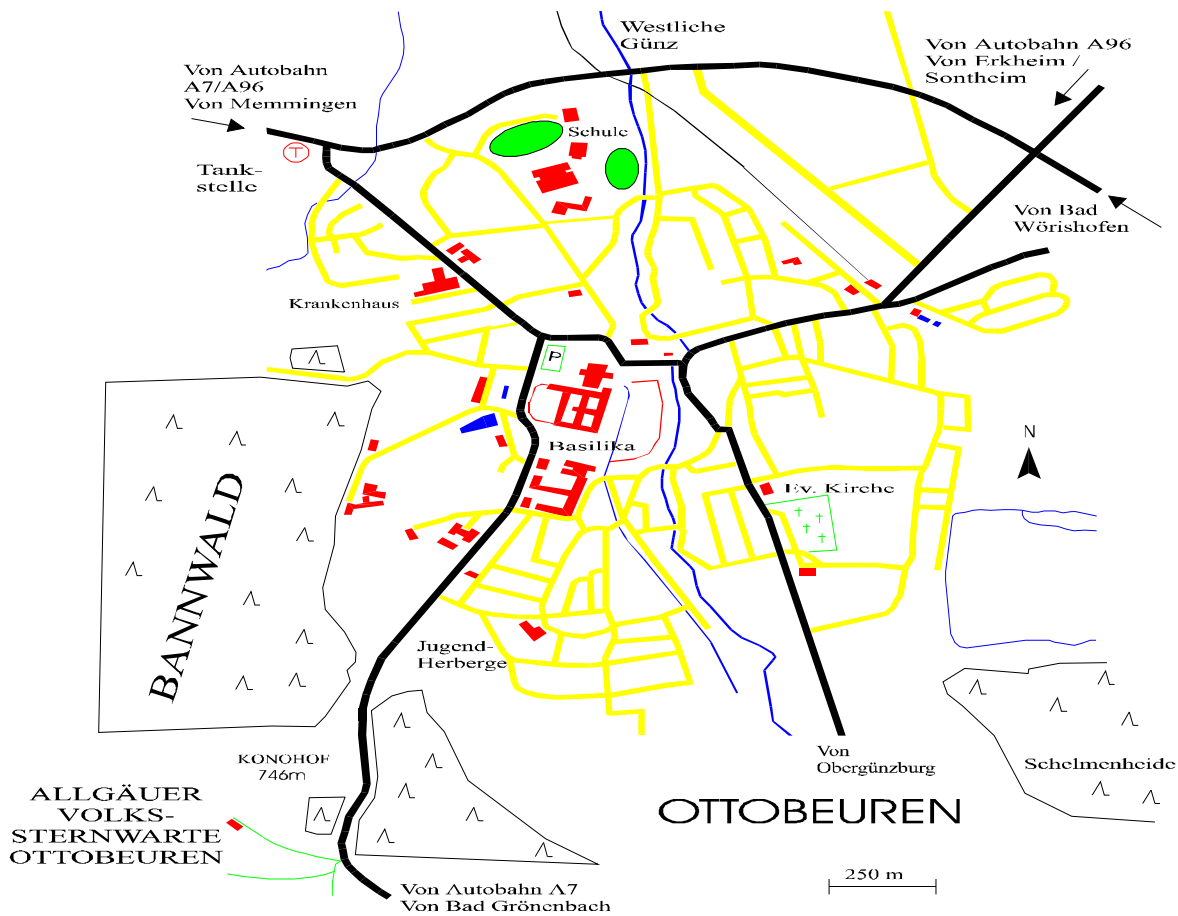 Westliche
Günz
Von Autobahn A96
Von Erkheim /
Sontheim
Von Autobahn
A7/A96
Von Memmingen
Schule
T
Tank-
stelle
Von Bad
Wörishofen
Krankenhaus
P
Basilika
N
Ev. Kirche
BANNWALD
Jugend-
Herberge
KONOHOF
746m
Von
Obergünzburg
Schelmenheide
ALLGÄUER
VOLKS-
STERNWARTE
OTTOBEUREN
OTTOBEUREN
250 m
Von Autobahn A7
Von Bad Grönenbach